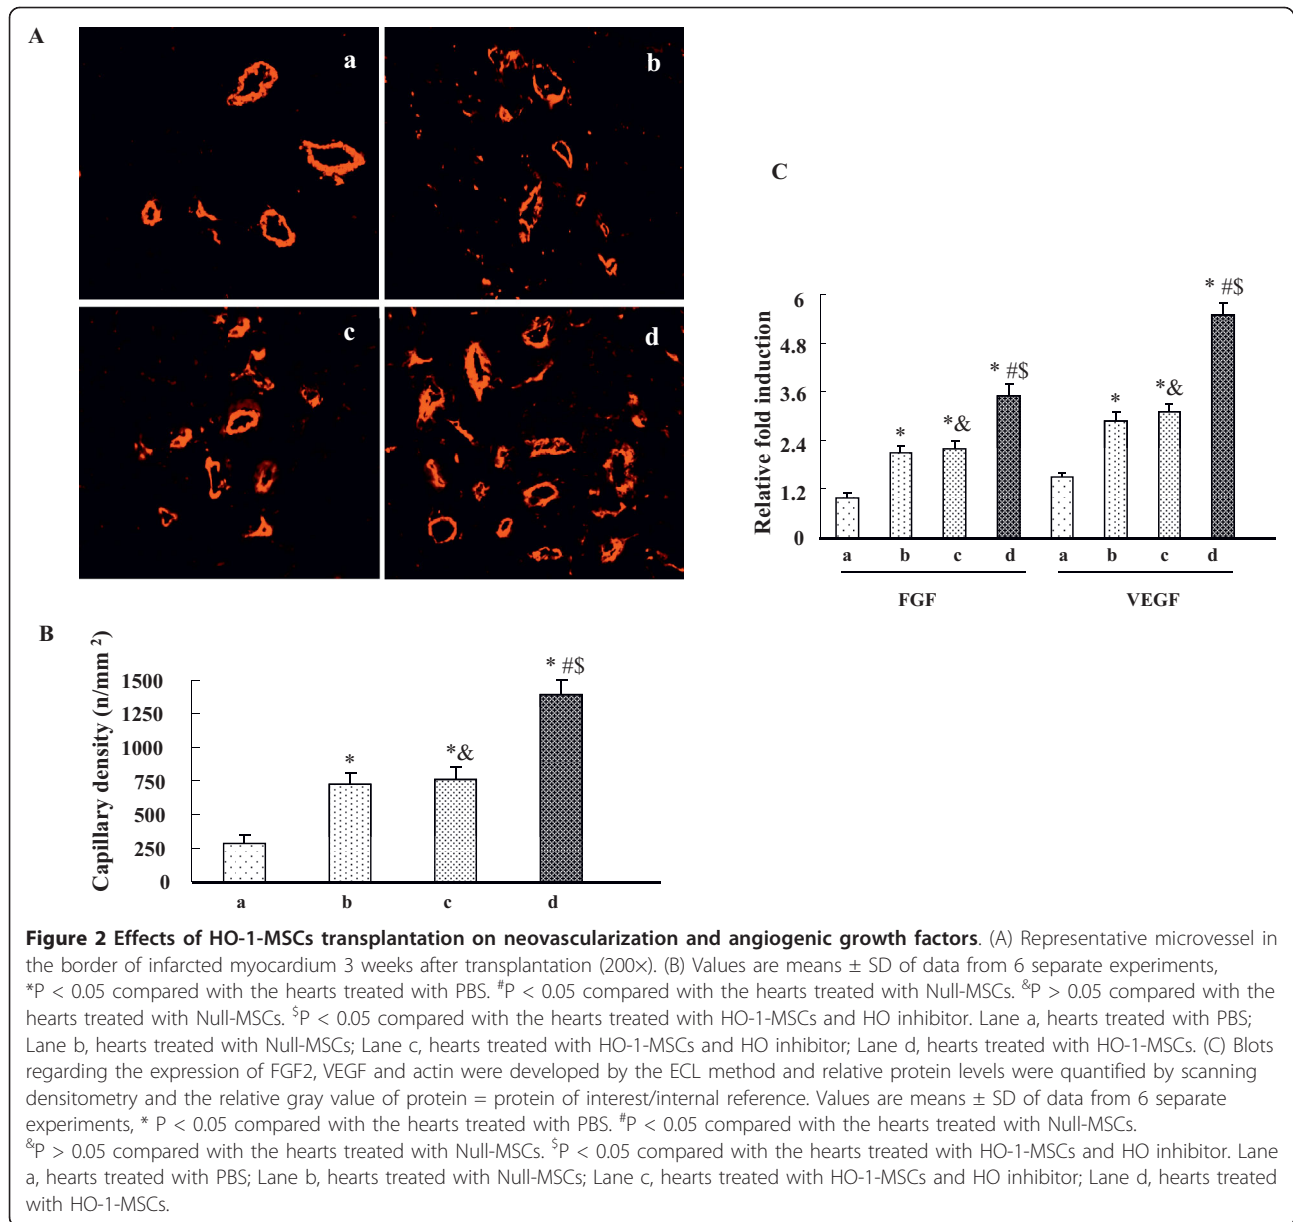 A
a
b
c
d
C
Relative fold induction
6
4.8
3.6
2.4
1.2
0
*
*&
* #$
*
*&
* #$
a b c d a b c d
FGF VEGF
B
Capillary density (n/mm 2)
1500
1250
1000
750
500
250
0
*
*&
* #$
a b c d
Figure 2 Effects of HO-1-MSCs transplantation on neovascularization and angiogenic growth factors. (A) Representative microvessel in
the border of infarcted myocardium 3 weeks after transplantation (200×). (B) Values are means ± SD of data from 6 separate experiments,
*P < 0.05 compared with the hearts treated with PBS. #P < 0.05 compared with the hearts treated with Null-MSCs. &P > 0.05 compared with the
hearts treated with Null-MSCs. $P < 0.05 compared with the hearts treated with HO-1-MSCs and HO inhibitor. Lane a, hearts treated with PBS;
Lane b, hearts treated with Null-MSCs; Lane c, hearts treated with HO-1-MSCs and HO inhibitor; Lane d, hearts treated with HO-1-MSCs. (C) Blots
regarding the expression of FGF2, VEGF and actin were developed by the ECL method and relative protein levels were quantified by scanning
densitometry and the relative gray value of protein = protein of interest/internal reference. Values are means ± SD of data from 6 separate
experiments, * P < 0.05 compared with the hearts treated with PBS. #P < 0.05 compared with the hearts treated with Null-MSCs.
&P > 0.05 compared with the hearts treated with Null-MSCs. $P < 0.05 compared with the hearts treated with HO-1-MSCs and HO inhibitor. Lane
a, hearts treated with PBS; Lane b, hearts treated with Null-MSCs; Lane c, hearts treated with HO-1-MSCs and HO inhibitor; Lane d, hearts treated
with HO-1-MSCs.